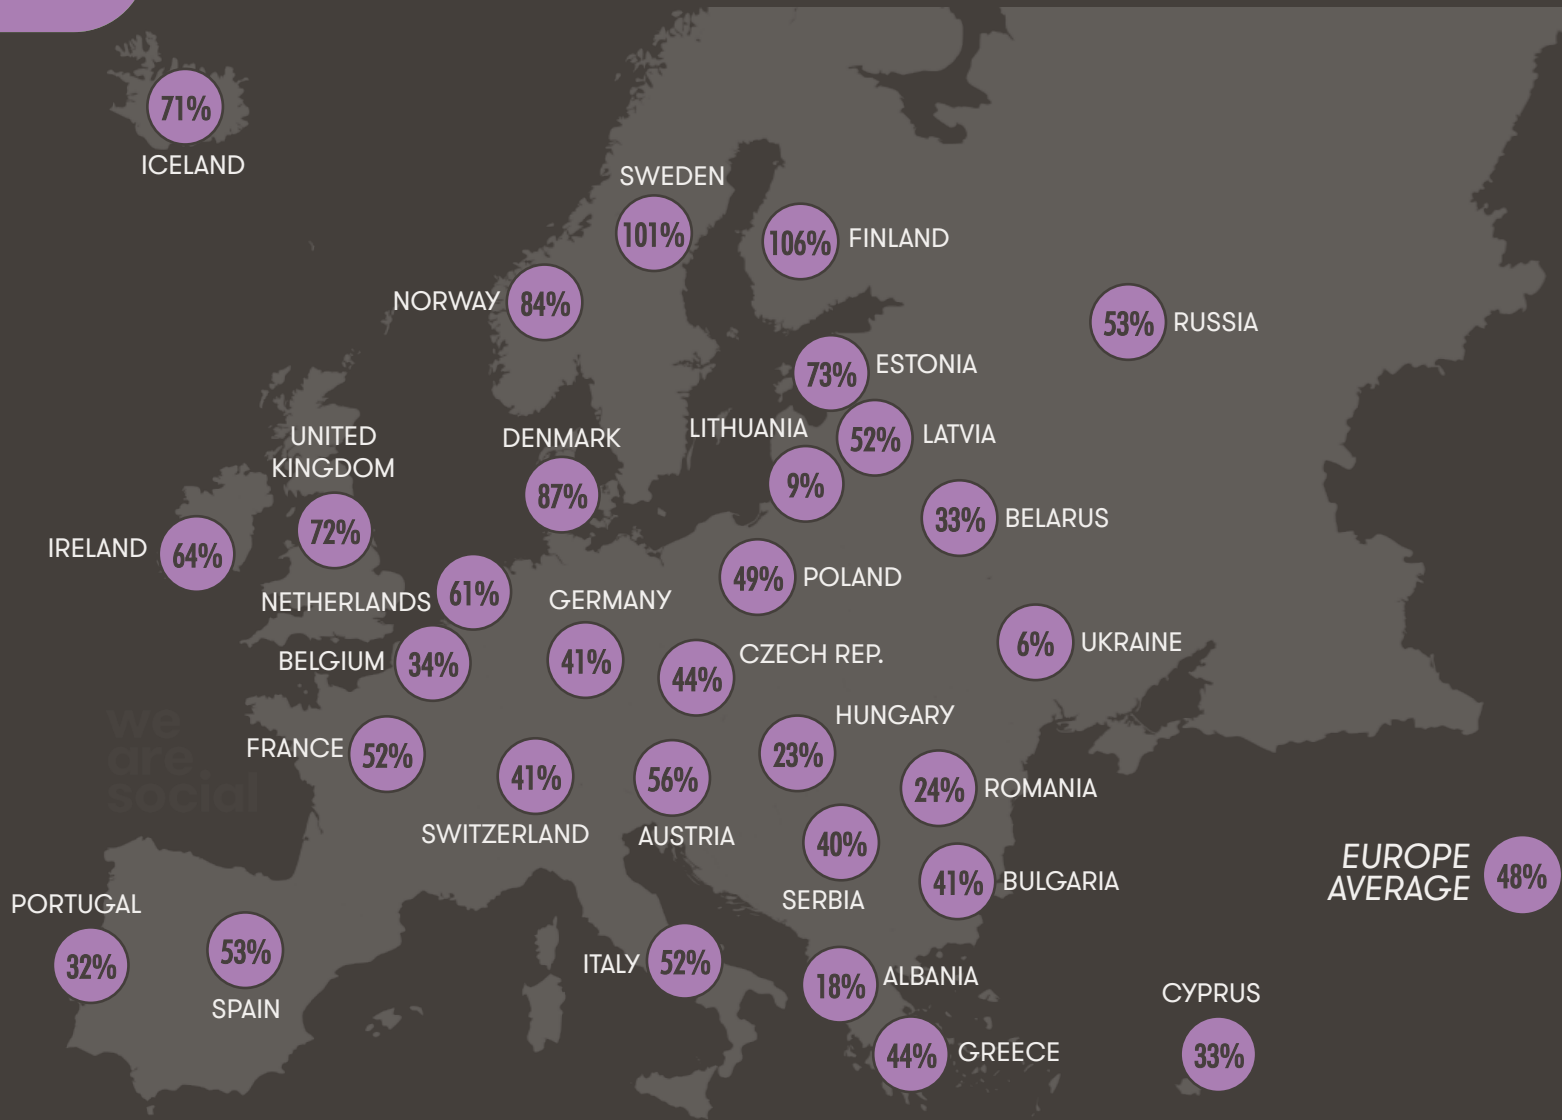 71%
ICELAND
SWEDEN
101%
106%
FINLAND
NORWAY
84%
53%
RUSSIA
73%
ESTONIA
LITHUANIA
52%
LATVIA
9%
UNITED
KINGDOM
72%
DENMARK
87%
33%
BELARUS
IRELAND
64%
NETHERLANDS
61%
GERMANY
41%
49%
POLAND
BELGIUM
34%
44%
CZECH REP.
6%
UKRAINE
we
are
social
FRANCE
52%
41%
SWITZERLAND
56%
AUSTRIA
HUNGARY
23%
24%
ROMANIA
40%
SERBIA
41%
BULGARIA
EUROPE
AVERAGE
48%
PORTUGAL
32%
53%
SPAIN
ITALY
52%
18%
ALBANIA
44%
GREECE
CYPRUS
33%